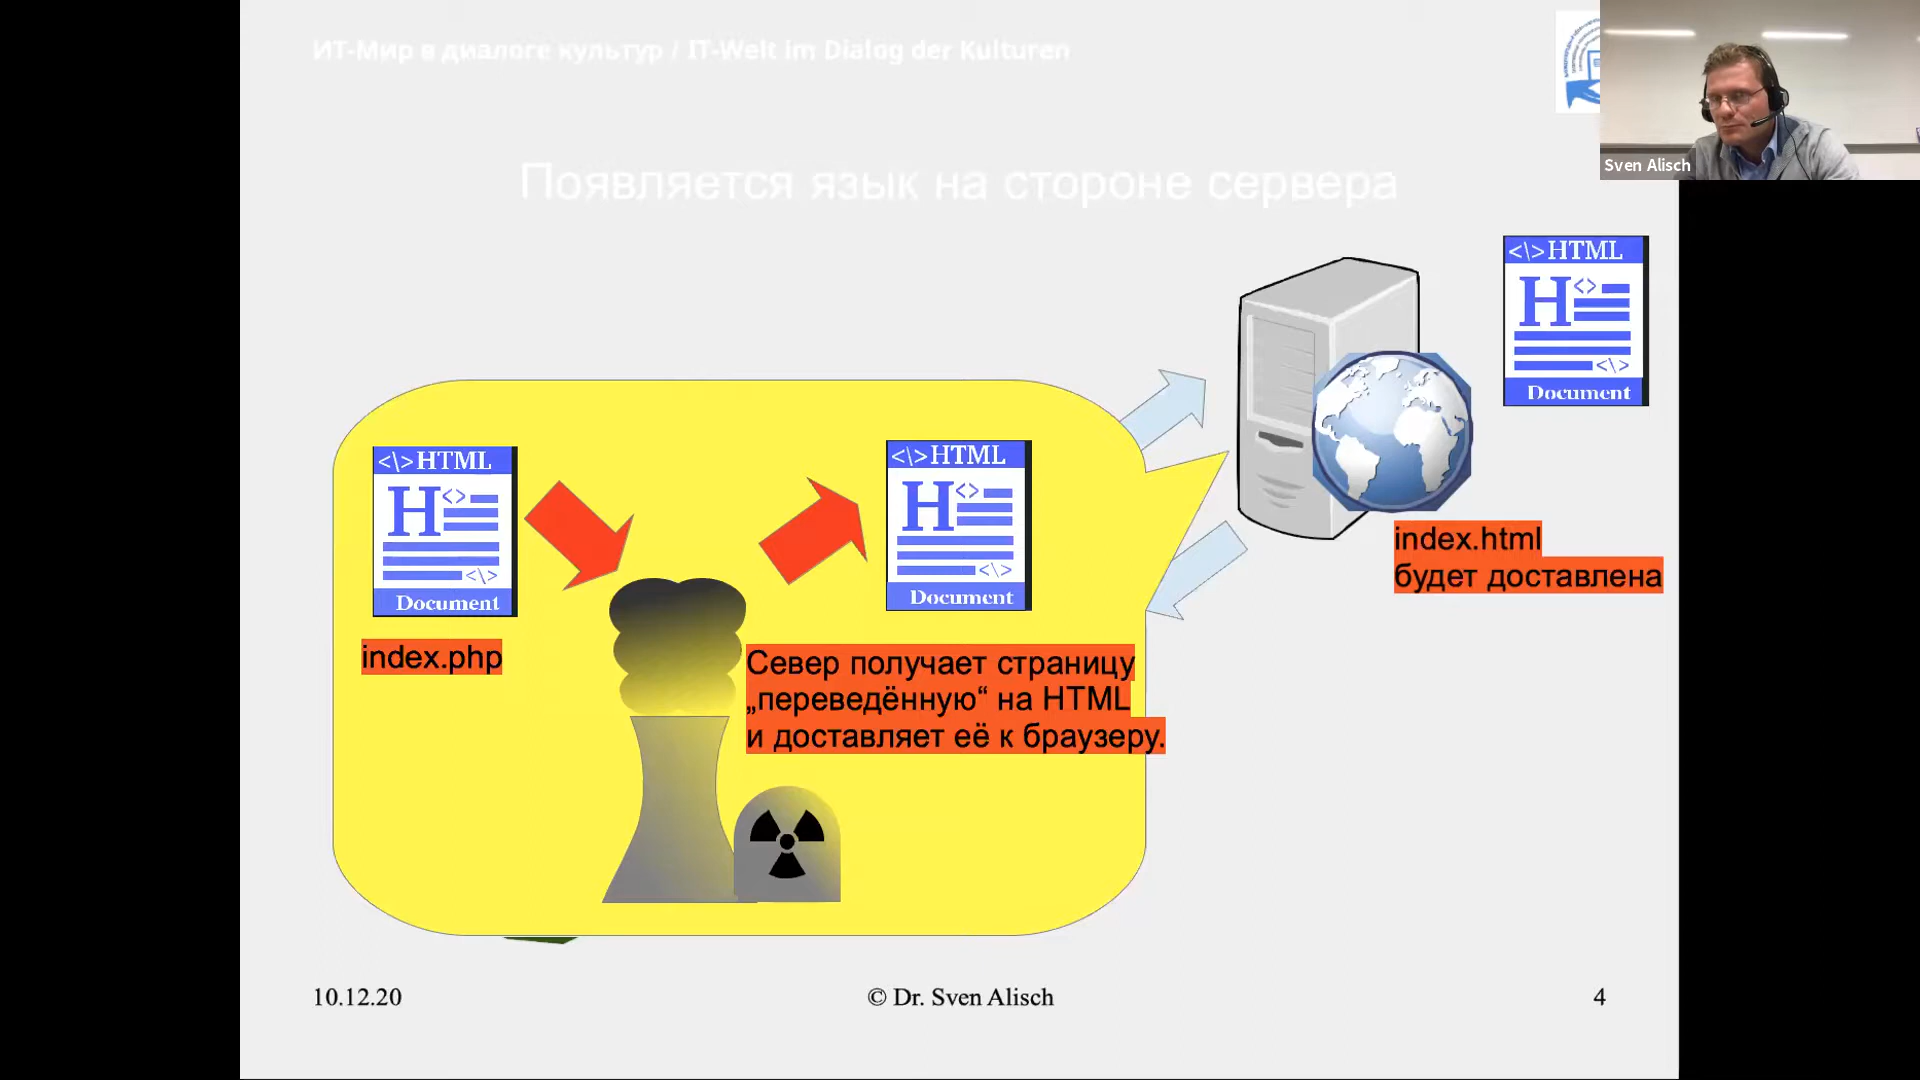 ИТ-Мир в диалоге культур / IT-Welt im Dialog der Kulturen
Sven Alisch
Появляется язык на стороне сервера
<\>HTML
H<>
<\>
Document
<\>HTML
H<>
<\>
Document
<\>HTML
H<>
<\>
Document
index.html
будет доставлена
index.php
Север получает страницу
„переведённую“ на HTML
и доставляет её к браузеру.
10.12.20
© Dr. Sven Alisch
4